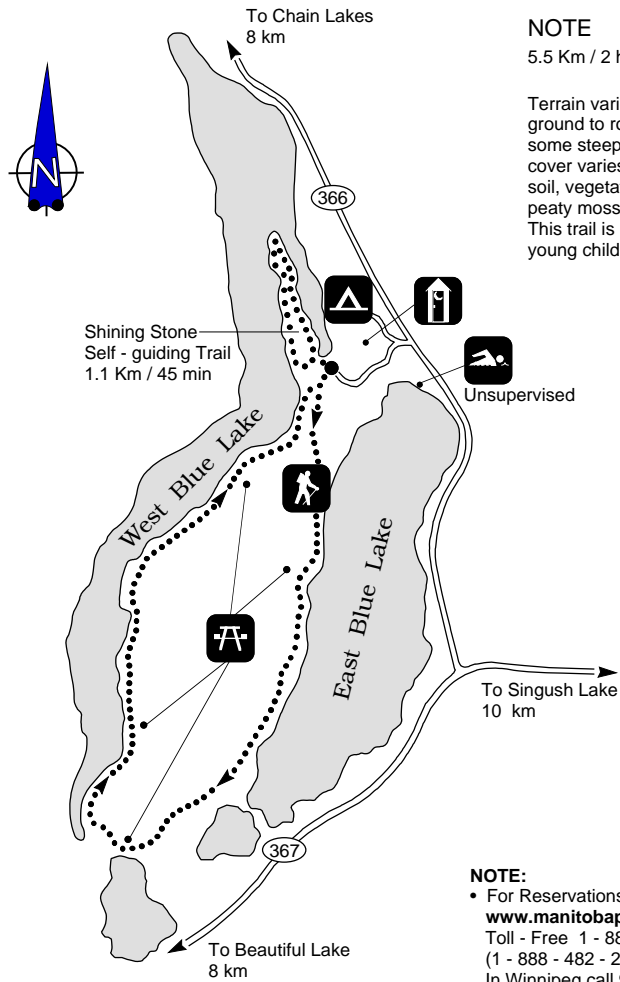 To Chain Lakes
8 km
NOTE
5.5 Km / 2 h
Terrain vari
ground to ro
some steep
cover varies
soil, vegeta
peaty moss
This trail is
young child
N
366
Shining Stone
Self - guiding Trail
1.1 Km / 45 min
Unsupervised
West Blue Lake
East Blue Lake
To Singush Lake
10 km
367
To Beautiful Lake
8 km
NOTE:
• For Reservations
www.manitobap
Toll - Free 1 - 88
(1 - 888 - 482 - 2
In Winnipeg call